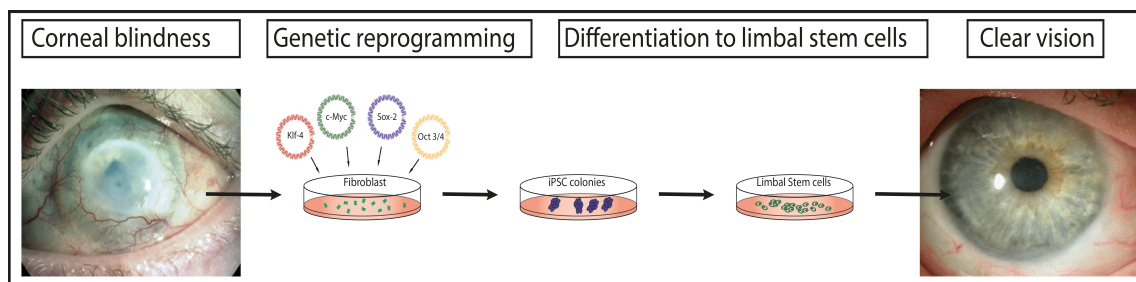 Corneal blindness
Genetic reprogramming
Differentiation to limbal stem cells
Clear vision
Klf-4
c-Myc
Sox-2
Oct 3/4
Fibroblast
iPSC colonies
Limbal Stem cells